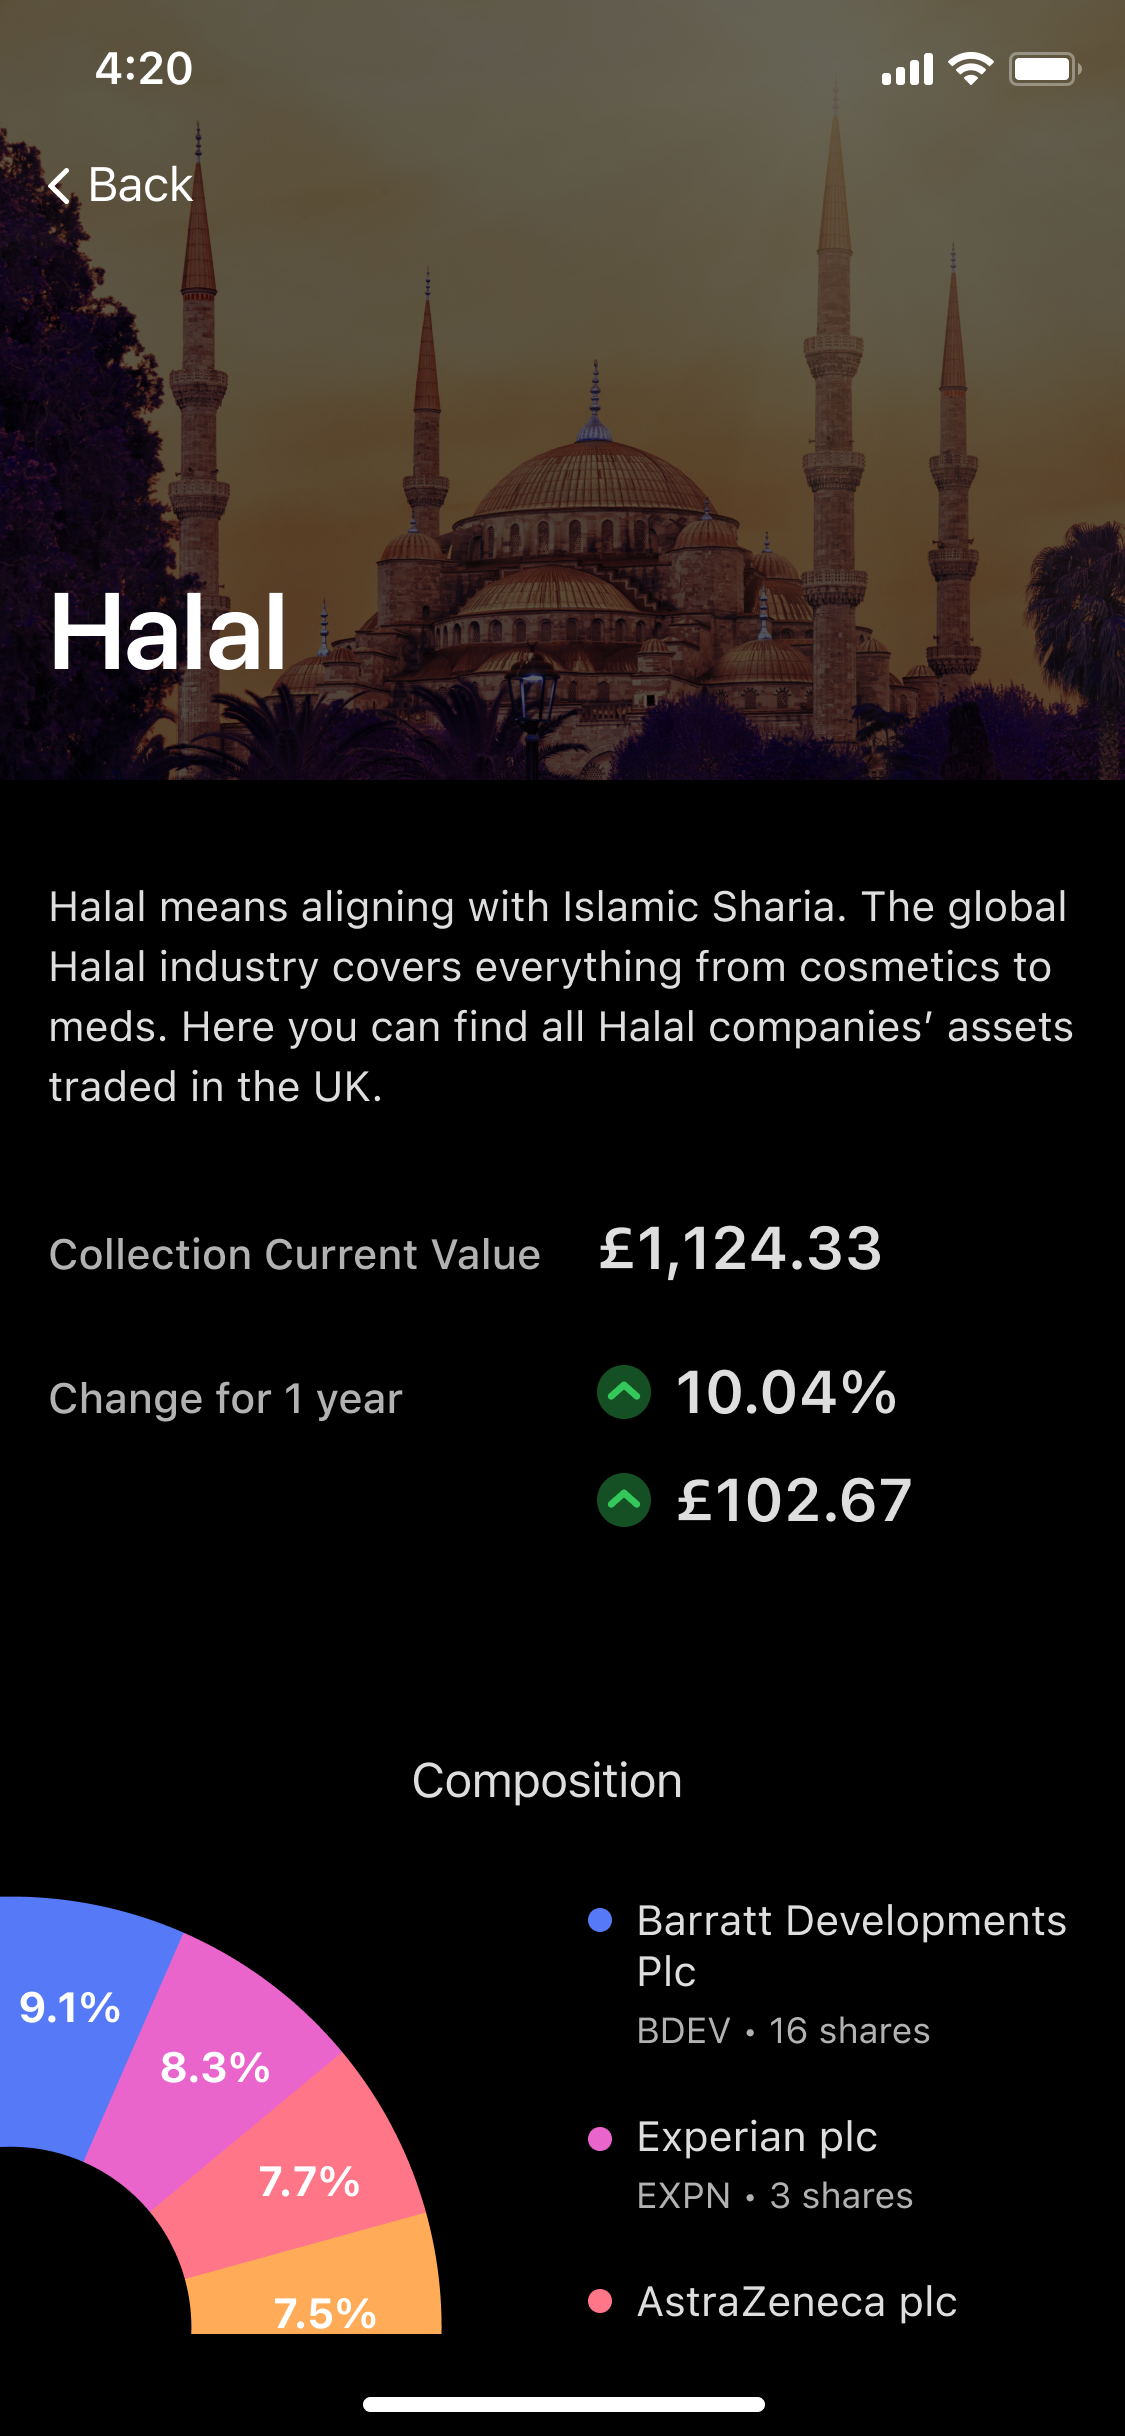 4:20
Back
Halal
Halal means aligning with Islamic Sharia. The global
Halal industry covers everything from cosmetics to
meds. Here you can find all Halal companies’ assets
traded in the UK.
Collection Current Value £1,124.33
Change for 1 year 10.04%
£102.67
Composition
9.1%
8.3%
7.7%
7.5%
Barratt Developments
Plc
BDEV • 16 shares
Experian plc
EXPN • 3 shares
AstraZeneca plc